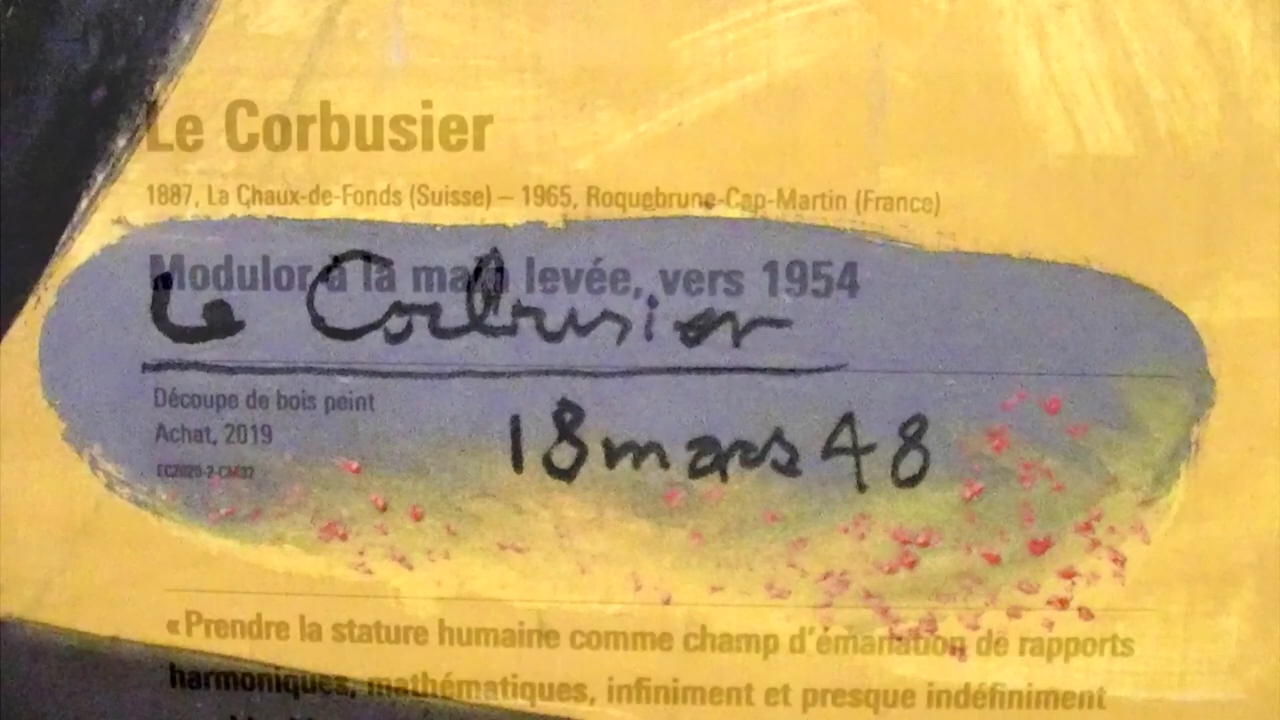 Le Corbusier
1887, La Chaux-de-Fonds (Suisse) – 1965, Roquebrune-Cap-Martin (France)
Modulor à la main levée, vers 1954
Le Corbusier
Découpe de bois peint
18 mars 48
Achat, 2019
«Prendre la stature humaine comme champ d'émanation de rapports
harmoniques, mathématiques, infiniment et presque indéfiniment